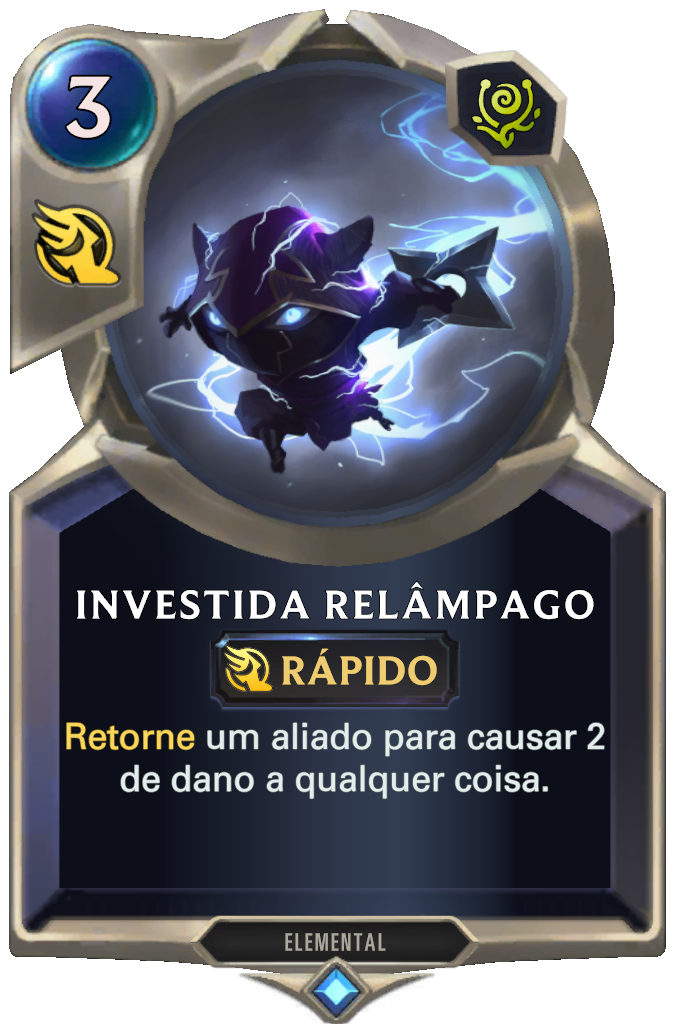 3
INVESTIDA RELÂMPAGO
RÁPIDO
Retorne um aliado para causar 2
de dano a qualquer coisa.
ELEMENTAL